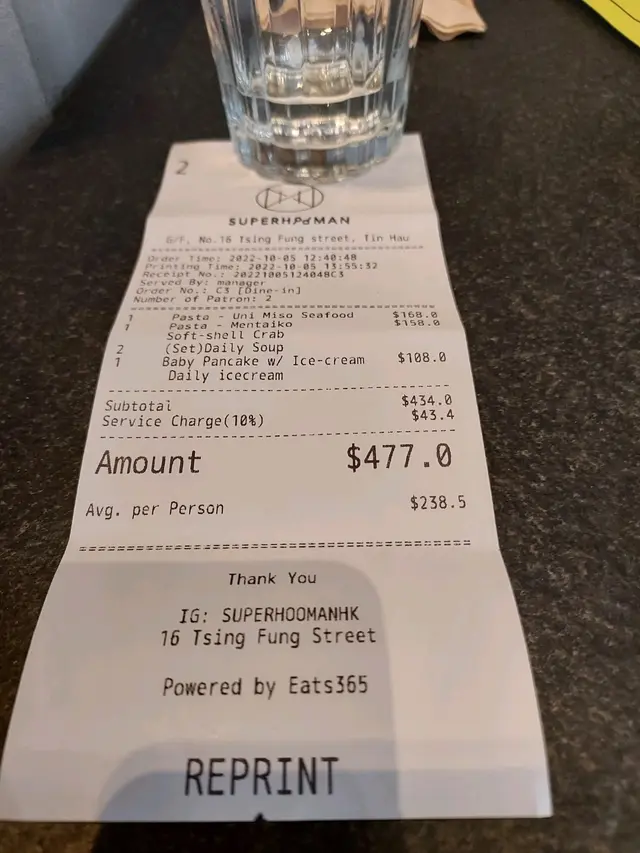 2
SUPERHOOMAN
G/F, No.16 Tsing Fung street, Tin Hau
Order Time: 2022-10-05 12:40:48
Printing Time: 2022-10-05 13:55:32
Receipt No.: 20221005124048C3
Served By: manager
Order No.: C3 [Dine-in]
Number of Patron: 2
1 Pasta - Uni Miso Seafood $168.0
1 Pasta - Mentaiko $158.0
Soft-shell Crab
2 (Set)Daily Soup
1 Baby Pancake w/ Ice-cream $108.0
Daily icecream
Subtotal $434.0
Service Charge(10%) $43.4
Amount $477.0
Avg. per Person $238.5
Thank You
IG: SUPERHOOMANHK
16 Tsing Fung Street
Powered by Eats365
REPRINT